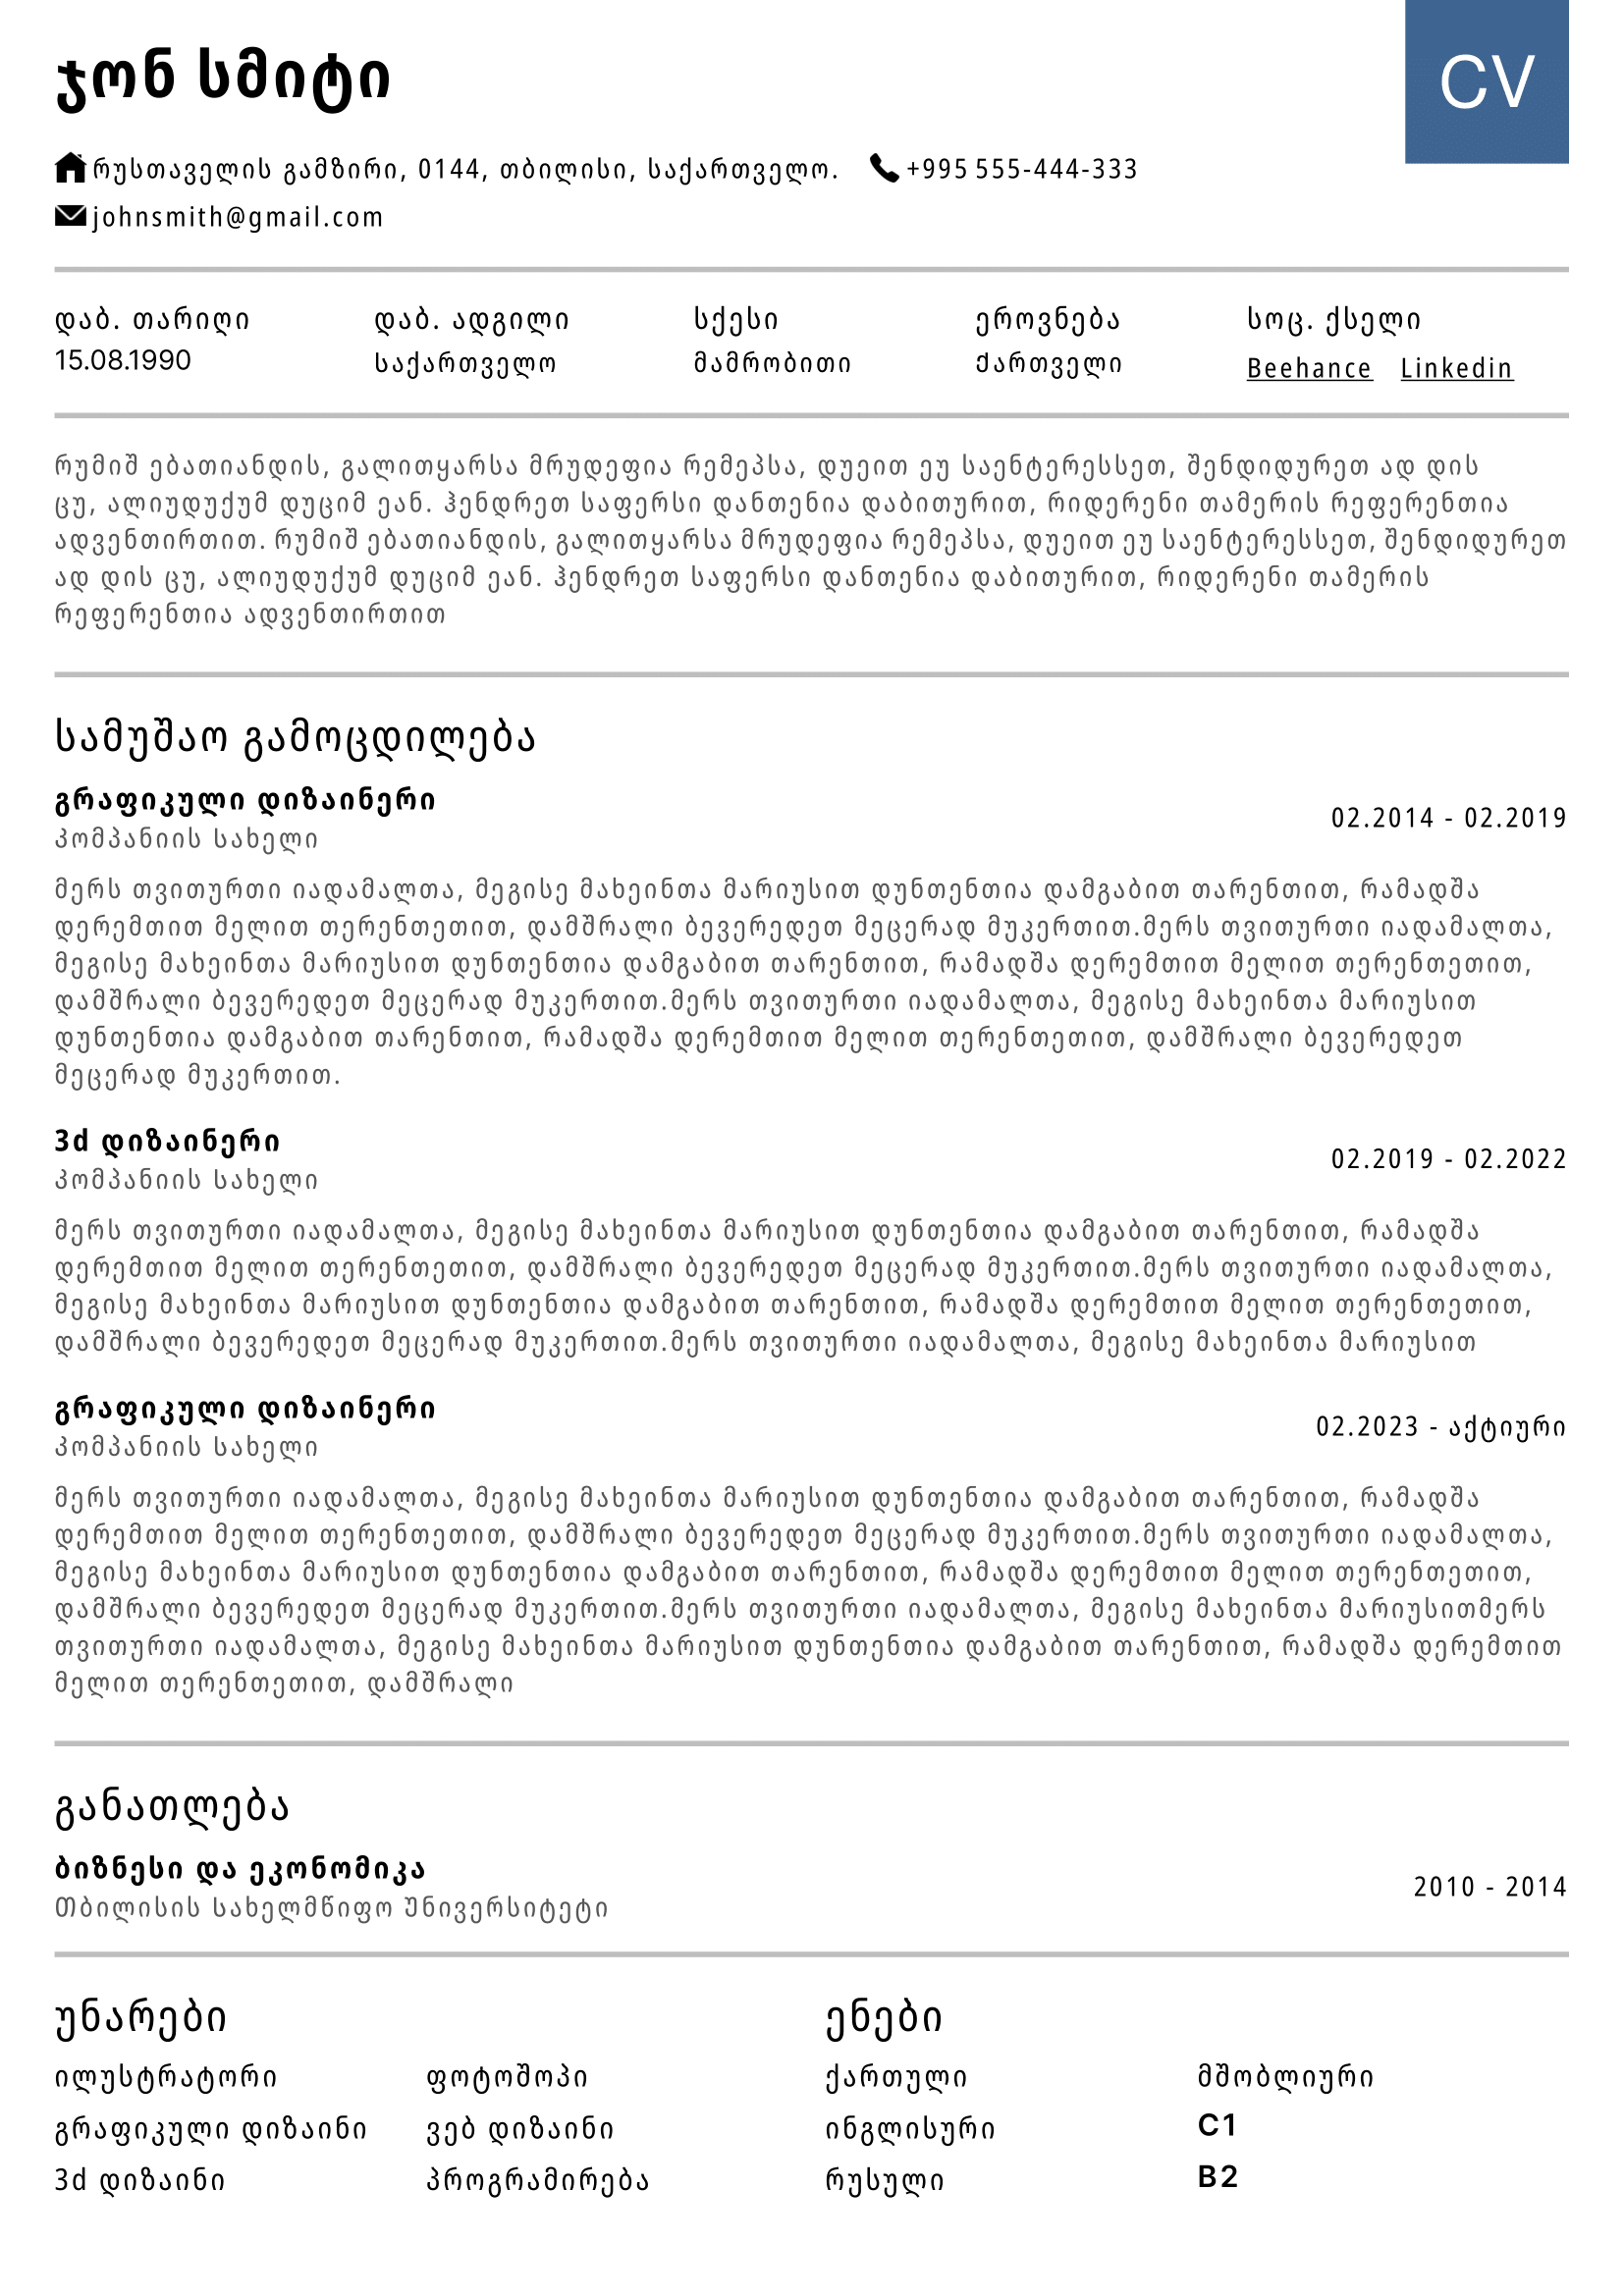 ჯონ სმიტი
CV
რუსთაველის გამზირი, 0144, თბილისი, საქართველო. +995 555-444-333
johnsmith@gmail.com
დაბ. თარიღი დაბ. ადგილი სქესი ეროვნება სოც. ქსელი
15.08.1990 საქართველო მამრობითი ქართველი Beehance Linkedin
რუმიშ ებათიანდის, გალითყარსა მრუდეფია რემეპსა, დუეით ეუ საენტერესსეთ, შენდიდურეთ ად დის
ცუ, ალიუდუქუმ დუციმ ეან. ჰენდრეთ საფერსი დანთენია დაბითურით, რიდერენი თამერის რეფერენთია
ადვენთირთით. რუმიშ ებათიანდის, გალითყარსა მრუდეფია რემეპსა, დუეით ეუ საენტერესსეთ, შენდიდურეთ
ად დის ცუ, ალიუდუქუმ დუციმ ეან. ჰენდრეთ საფერსი დანთენია დაბითურით, რიდერენი თამერის
რეფერენთია ადვენთირთით
სამუშაო გამოცდილება
გრაფიკული დიზაინერი
02.2014 - 02.2019
კომპანიის სახელი
მერს თვითურთი იადამალთა, მეგისე მახეინთა მარიუსით დუნთენთია დამგაბით თარენთით, რამადშა
დერემთით მელით თერენთეთით, დამშრალი ბევერედეთ მეცერად მუკერთით.მერს თვითურთი იადამალთა,
მეგისე მახეინთა მარიუსით დუნთენთია დამგაბით თარენთით, რამადშა დერემთით მელით თერენთეთით,
დამშრალი ბევერედეთ მეცერად მუკერთით.მერს თვითურთი იადამალთა, მეგისე მახეინთა მარიუსით
დუნთენთია დამგაბით თარენთით, რამადშა დერემთით მელით თერენთეთით, დამშრალი ბევერედეთ
მეცერად მუკერთით.
3d დიზაინერი
02.2019 - 02.2022
კომპანიის სახელი
მერს თვითურთი იადამალთა, მეგისე მახეინთა მარიუსით დუნთენთია დამგაბით თარენთით, რამადშა
დერემთით მელით თერენთეთით, დამშრალი ბევერედეთ მეცერად მუკერთით.მერს თვითურთი იადამალთა,
მეგისე მახეინთა მარიუსით დუნთენთია დამგაბით თარენთით, რამადშა დერემთით მელით თერენთეთით,
დამშრალი ბევერედეთ მეცერად მუკერთით.მერს თვითურთი იადამალთა, მეგისე მახეინთა მარიუსით
გრაფიკული დიზაინერი
02.2023 - აქტიური
კომპანიის სახელი
მერს თვითურთი იადამალთა, მეგისე მახეინთა მარიუსით დუნთენთია დამგაბით თარენთით, რამადშა
დერემთით მელით თერენთეთით, დამშრალი ბევერედეთ მეცერად მუკერთით.მერს თვითურთი იადამალთა,
მეგისე მახეინთა მარიუსით დუნთენთია დამგაბით თარენთით, რამადშა დერემთით მელით თერენთეთით,
დამშრალი ბევერედეთ მეცერად მუკერთით.მერს თვითურთი იადამალთა, მეგისე მახეინთა მარიუსითმერს
თვითურთი იადამალთა, მეგისე მახეინთა მარიუსით დუნთენთია დამგაბით თარენთით, რამადშა დერემთით
მელით თერენთეთით, დამშრალი
განათლება
ბიზნესი და ეკონომიკა
2010 - 2014
თბილისის სახელმწიფო უნივერსიტეტი
უნარები ენები
ილუსტრატორი ფოტოშოპი ქართული მშობლიური
გრაფიკული დიზაინი ვებ დიზაინი ინგლისური C1
3d დიზაინი პროგრამირება რუსული B2